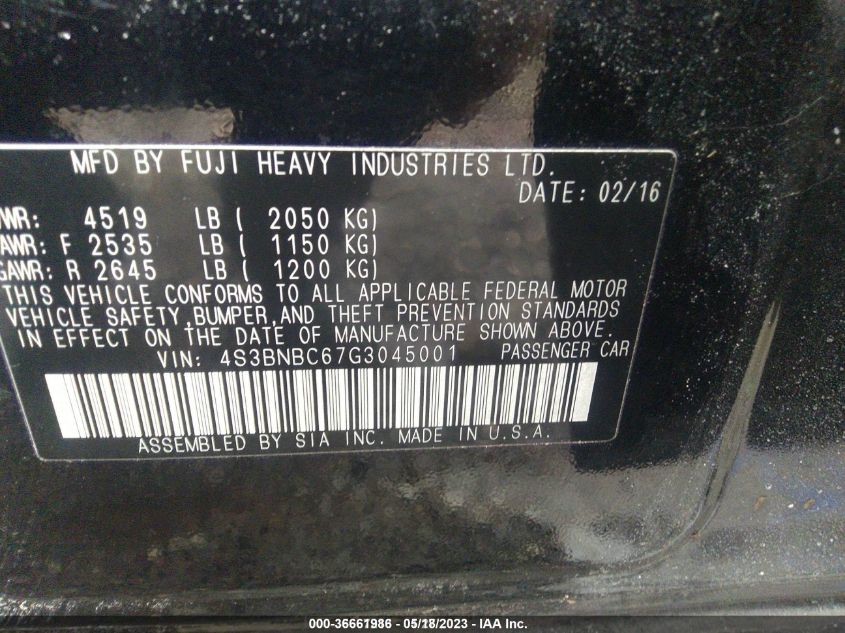 MFD BY FUJI HEAVY INDUSTRIES LTD.
DATE: 02/16
WR: 4519 LB ( 2050 KG)
AWR: F 2535 LB ( 1150 KG)
GAWR: R 2645 LB ( 1200 KG)
THIS VEHICLE CONFORMS TO ALL APPLICABLE FEDERAL MOTOR
VEHICLE SAFETY,BUMPER,AND THEFT PREVENTION STANDARDS
IN EFFECT ON THE DATE OF MANUFACTURE SHOWN ABOVE.
VIN: 4S3BNBC67G3045001 PASSENGER CAR
ASSEMBLED BY SIA INC. MADE IN U.S.A.
000-36661986 - 05/18/2023 - IAA Inc.